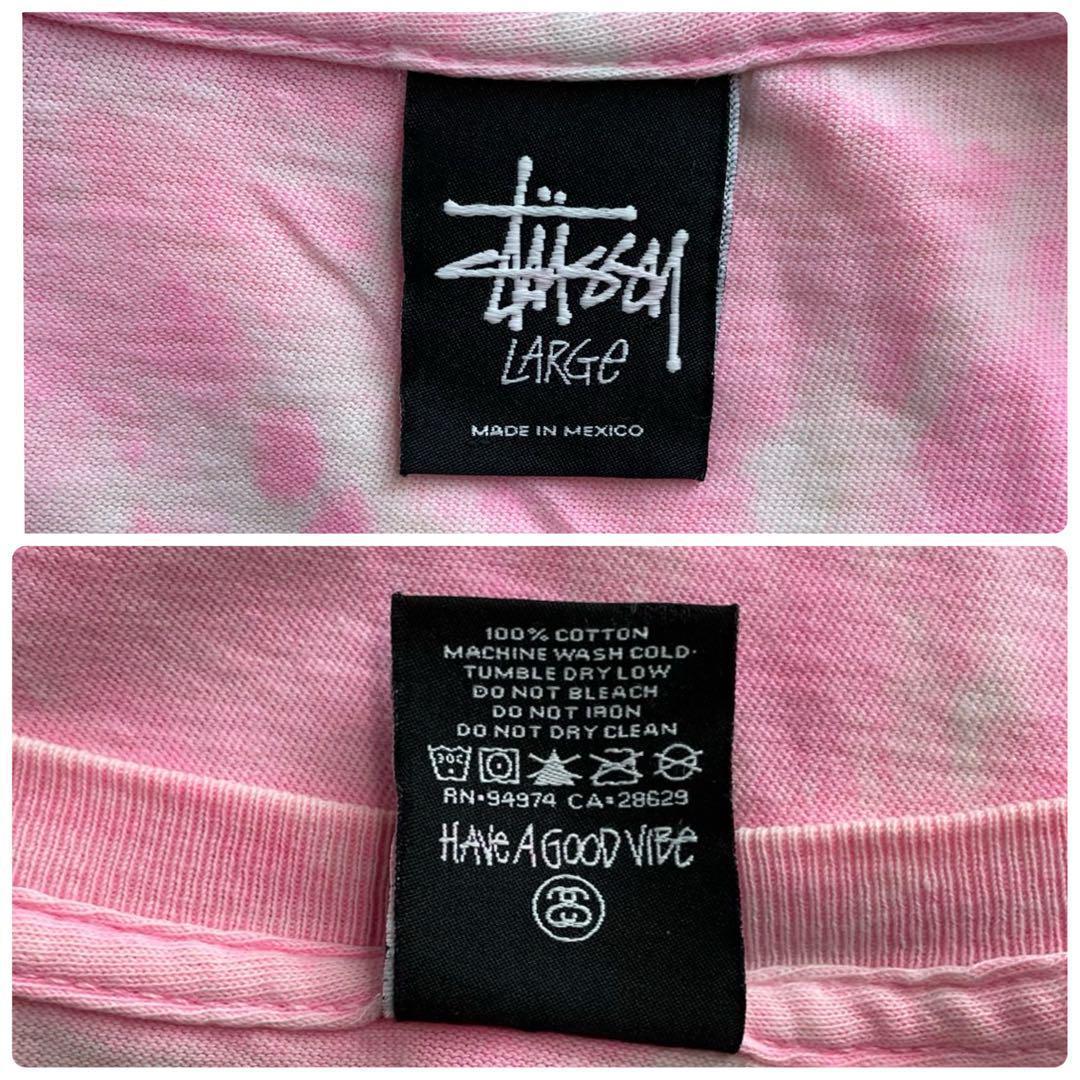 Stüssy
LARGe
MADE IN MEXICO
100% COTTON
MACHINE WASH COLD·
TUMBLE DRY LOW
DO NOT BLEACH
DO NOT IRON
DO NOT DRY CLEAN
30C
RN·94974 CA·28629
HAVe A GOOD VIBe